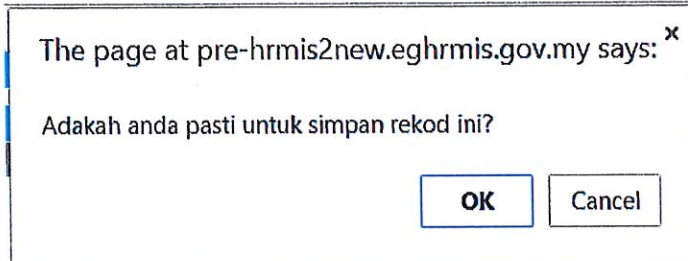 The page at pre-hrmis2new.eghrmis.gov.my says: x
Adakah anda pasti untuk simpan rekod ini?
OK Cancel